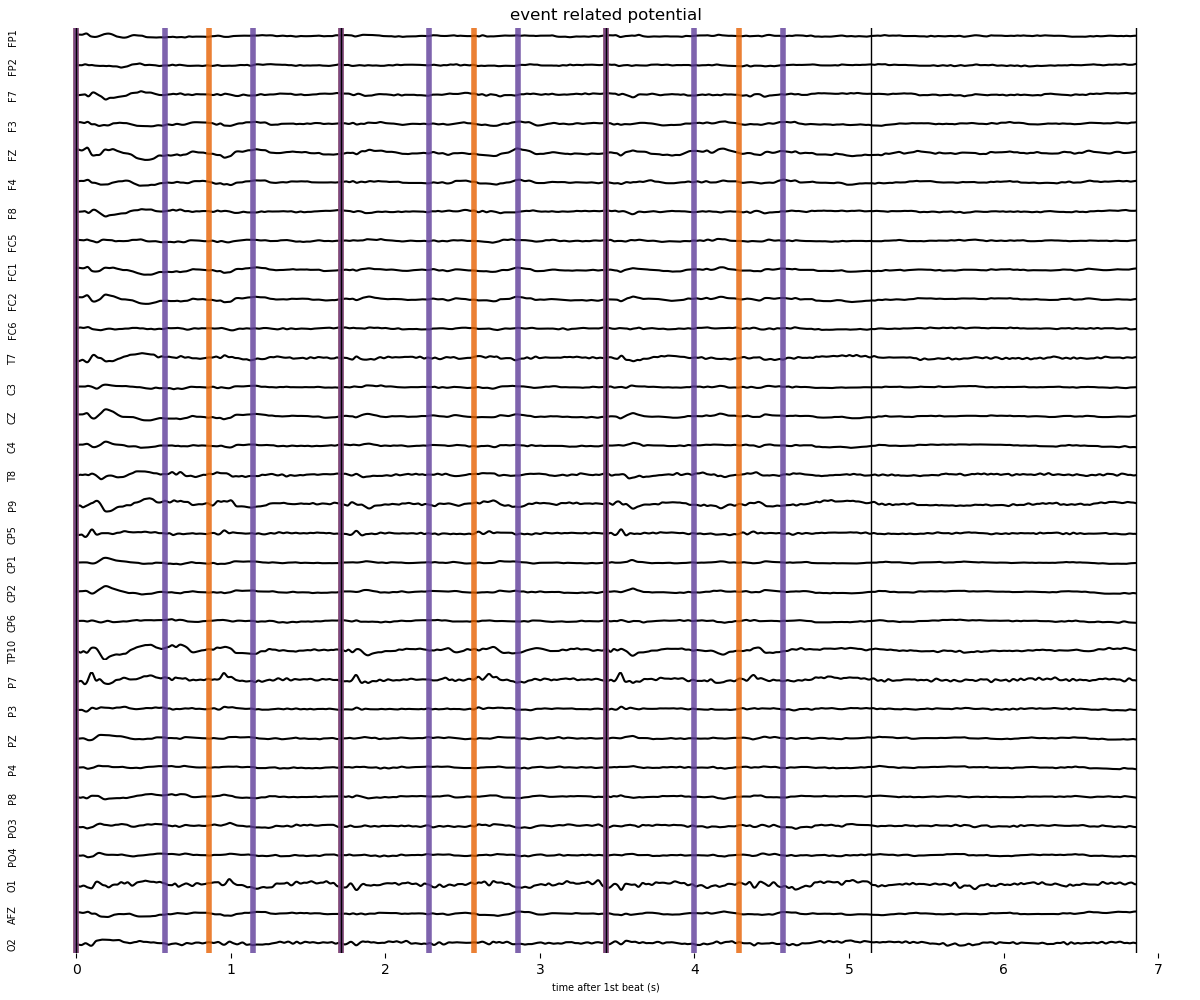 event related potential
FP1
FP2
F7
F3
FZ
F4
F8
FC5
FC1
FC2
FC6
T7
C3
CZ
C4
T8
P9
CP5
CP1
CP2
CP6
TP10
P7
P3
PZ
P4
P8
PO3
PO4
O1
AFZ
O2
0 1 2 3 4 5 6 7
time after 1st beat (s)